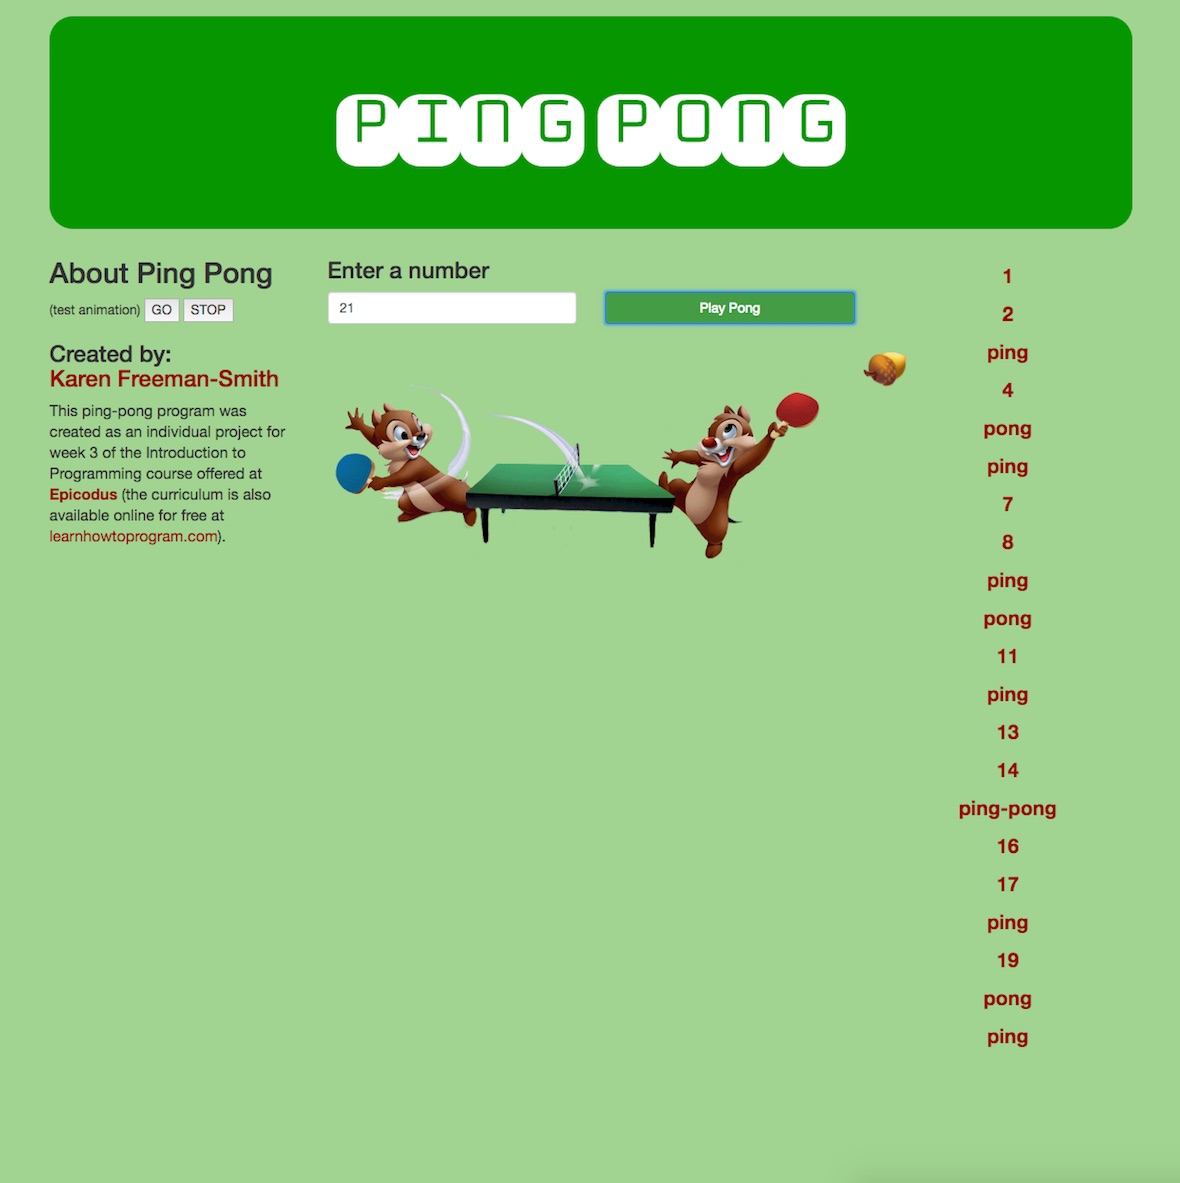 PING PONG
About Ping Pong
(test animation) GO STOP
Created by:
Karen Freeman-Smith
This ping-pong program was
created as an individual project for
week 3 of the Introduction to
Programming course offered at
Epicodus (the curriculum is also
available online for free at
learnhowtoprogram.com).
Enter a number
21
Play Pong
1
2
ping
4
pong
ping
7
8
ping
pong
11
ping
13
14
ping-pong
16
17
ping
19
pong
ping